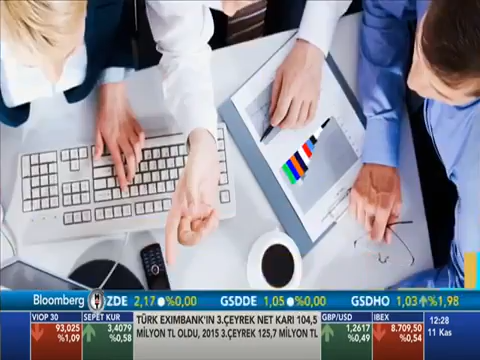 Bloomberg
HT
Bloomberg ZDE 2,17 %0,00 GSDDE 1,05 %0,00 GSDHO 1,03 %1,98
VIOP 30 SEPET KUR TÜRK EXIMBANK'IN 3.ÇEYREK NET KARI 104,5 GBP/USD IBEX 12:28
93,025 3,4079 MİLYON TL OLDU, 2015 3.ÇEYREK 125,7 MİLYON TL 1,2617 8.709,50 11 Kas
%1,09 %0,58 %0,49 %0,54